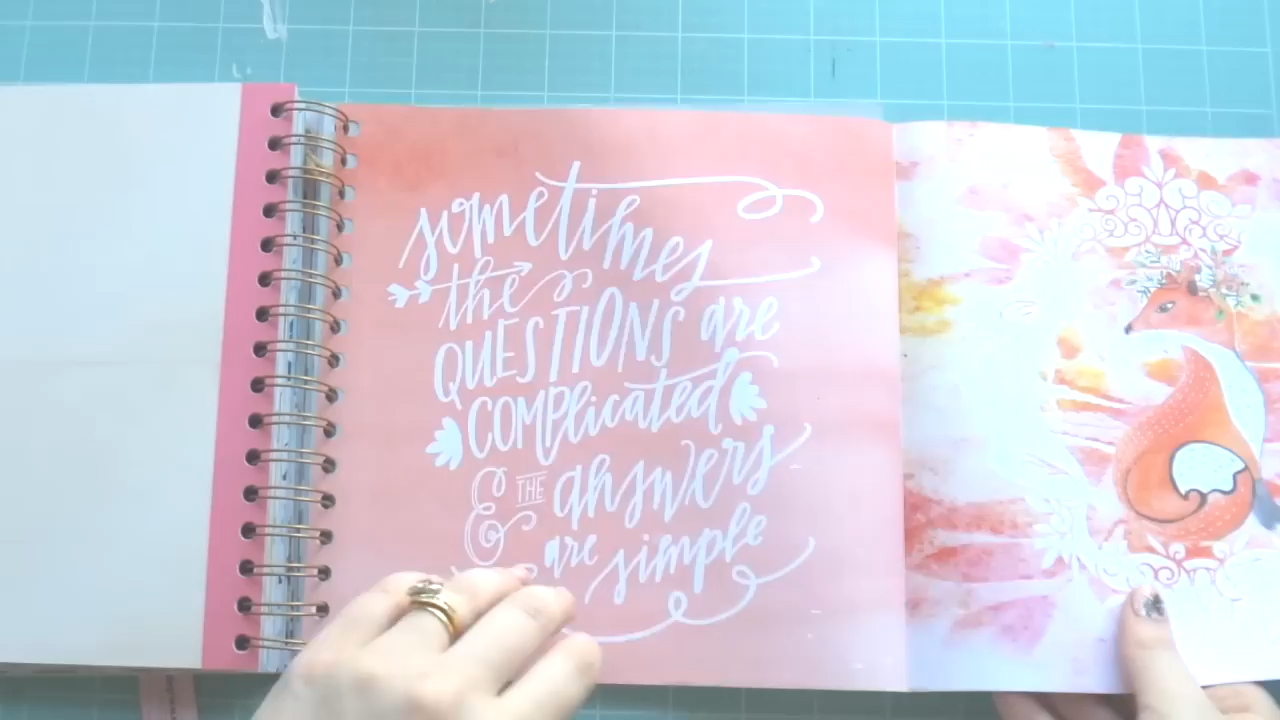 sometimes
the
QUESTIONS are
COMPlicated
& THE answers
are simple